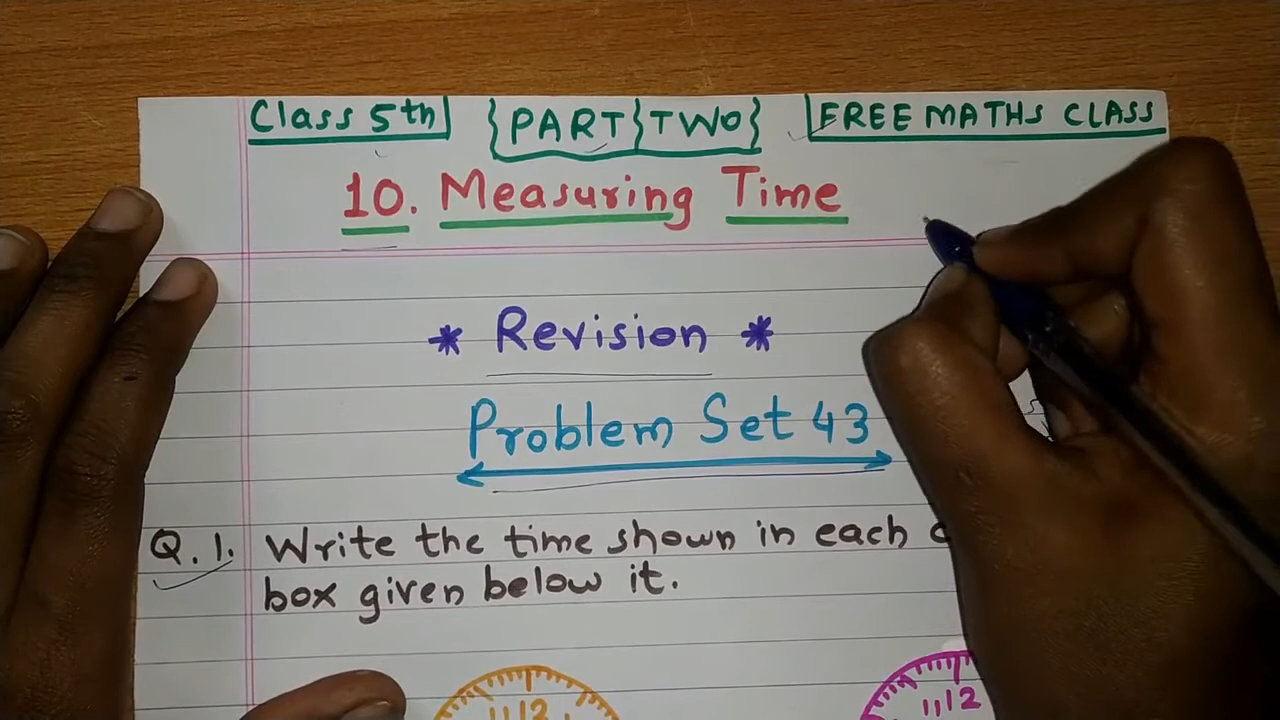 Class 5th {PART}TWO} FREE MATHS CLASS
10. Measuring Time
* Revision *
Problem Set 43
Q.1. Write the time shown in each
box given below it.
11 12
11 12